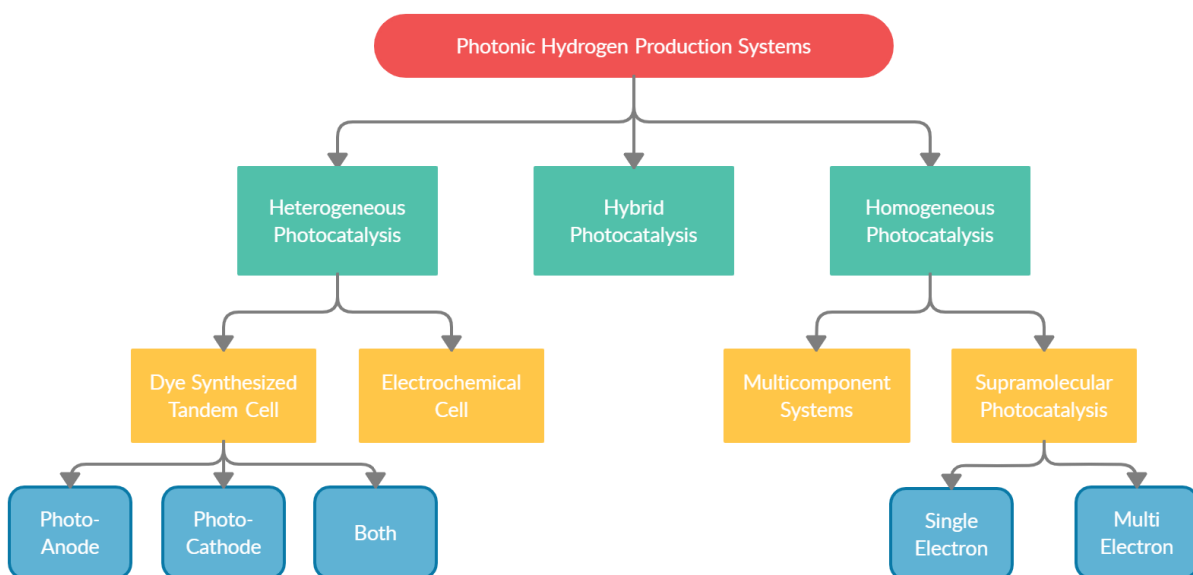 Photonic Hydrogen Production Systems
Heterogeneous
Photocatalysis
Hybrid
Photocatalysis
Homogeneous
Photocatalysis
Dye Synthesized
Tandem Cell
Electrochemical
Cell
Multicomponent
Systems
Supramolecular
Photocatalysis
Photo-
Anode
Photo-
Cathode
Both
Single
Electron
Multi
Electron